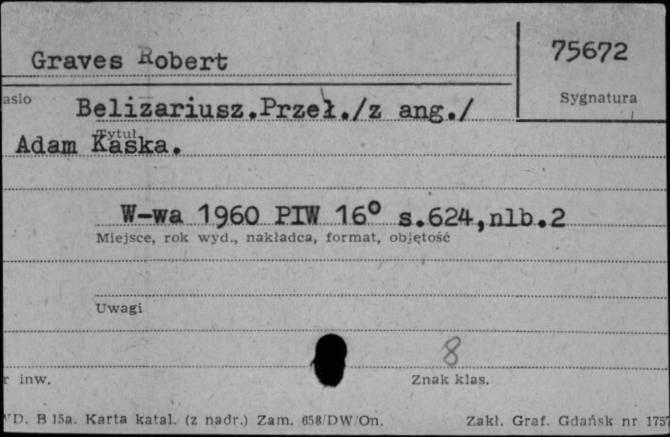 Graves Robert
75672
asło
Sygnatura
Belizariusz.Przeł./z ang./
Tytuł
Adam Kaska.
W-wa 1960 PIW 16° s.624,nlb.2
Miejsce, rok wyd., nakładca, format, objętość
Uwagi
8
r inw.
Znak klas.
D. B 15a. Karta katal. (z nadr.) Zam. 658/DW/On.
Zakł. Graf. Gdańsk nr 1757